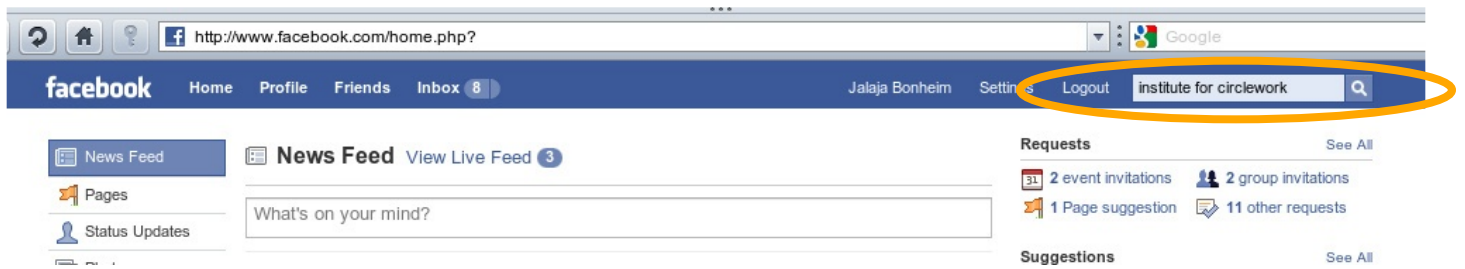 http://www.facebook.com/home.php?
Google
facebook Home Profile Friends Inbox 8 Jalaja Bonheim Settings Logout institute for circlework
News Feed
Pages
Status Updates
News Feed View Live Feed 3
What's on your mind?
Requests See All
31 2 event invitations 2 group invitations
1 Page suggestion 11 other requests
Suggestions See All